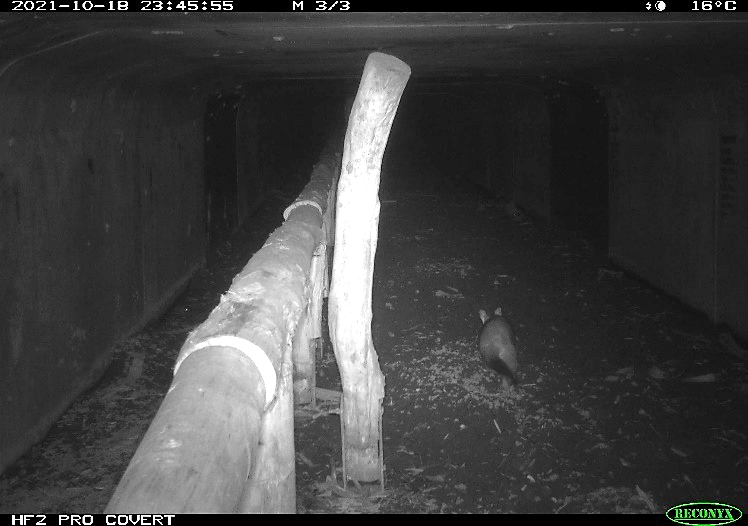 2021-10-18 23:45:55 M 3/3 16°C
HF2 PRO COVERT RECONYX